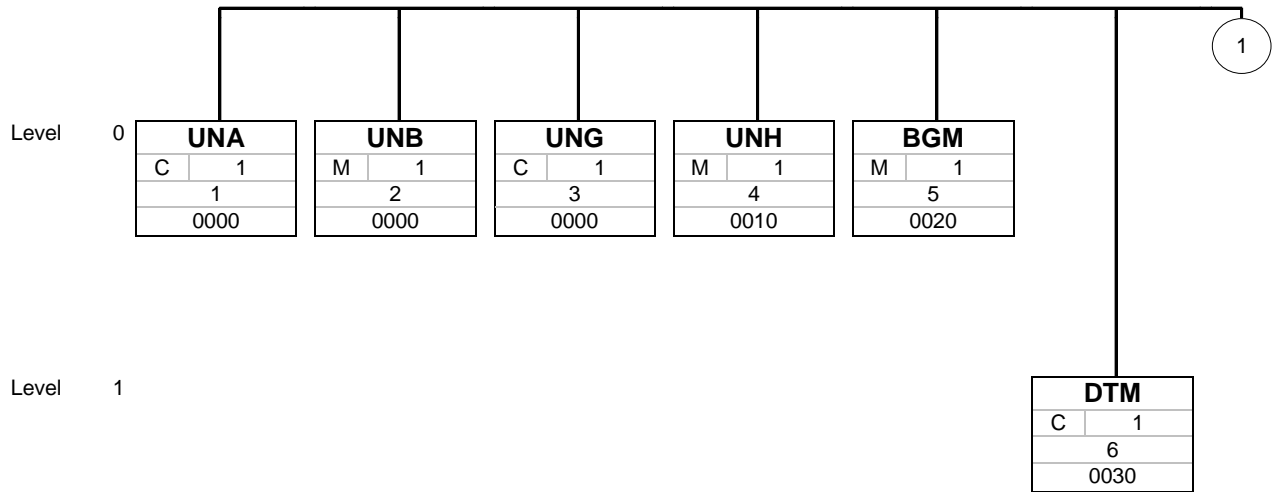 1
Level 0
UNA UNB UNG UNH BGM
C 1 M 1 C 1 M 1 M 1
1 2 3 4 5
0000 0000 0000 0010 0020
Level 1
DTM
C 1
6
0030